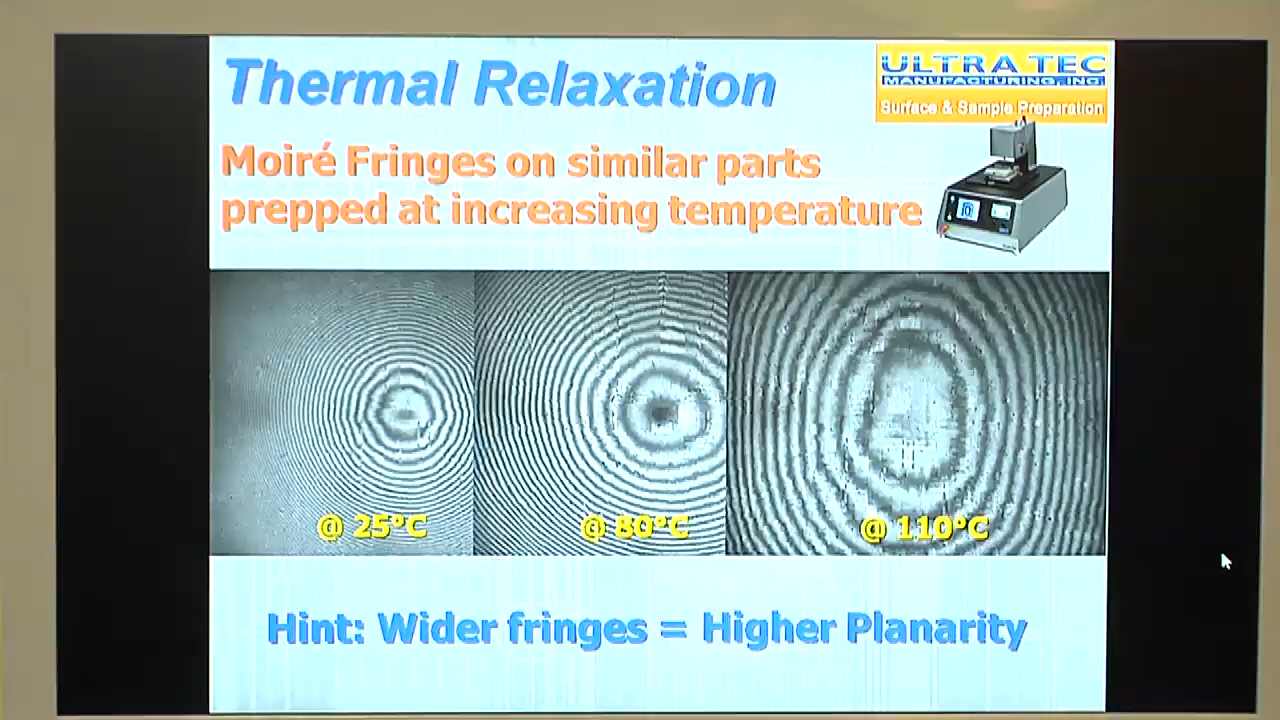 Thermal Relaxation
ULTRA TEC
MANUFACTURING, INC.
Surface & Sample Preparation
Moiré Fringes on similar parts
prepped at increasing temperature
@ 25°C
@ 80°C
@ 110°C
Hint: Wider fringes = Higher Planarity